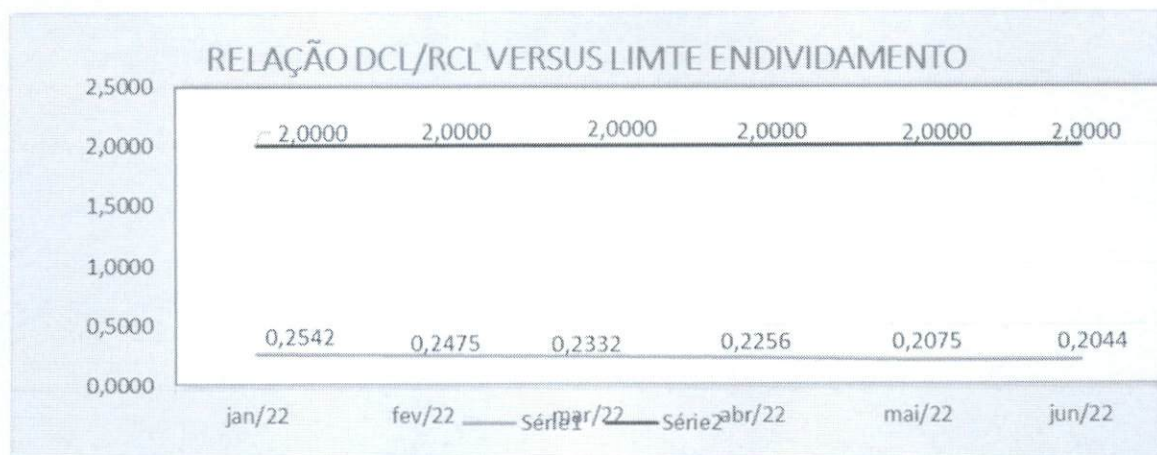 RELAÇÃO DCL/RCL VERSUS LIMTE ENDIVIDAMENTO
2,5000
2,0000
1,5000
1,0000
0,5000
0,0000
2,0000 2,0000 2,0000 2,0000 2,0000 2,0000
0,2542 0,2475 0,2332 0,2256 0,2075 0,2044
jan/22 fev/22 mar/22 abr/22 mai/22 jun/22
Série1 Série2